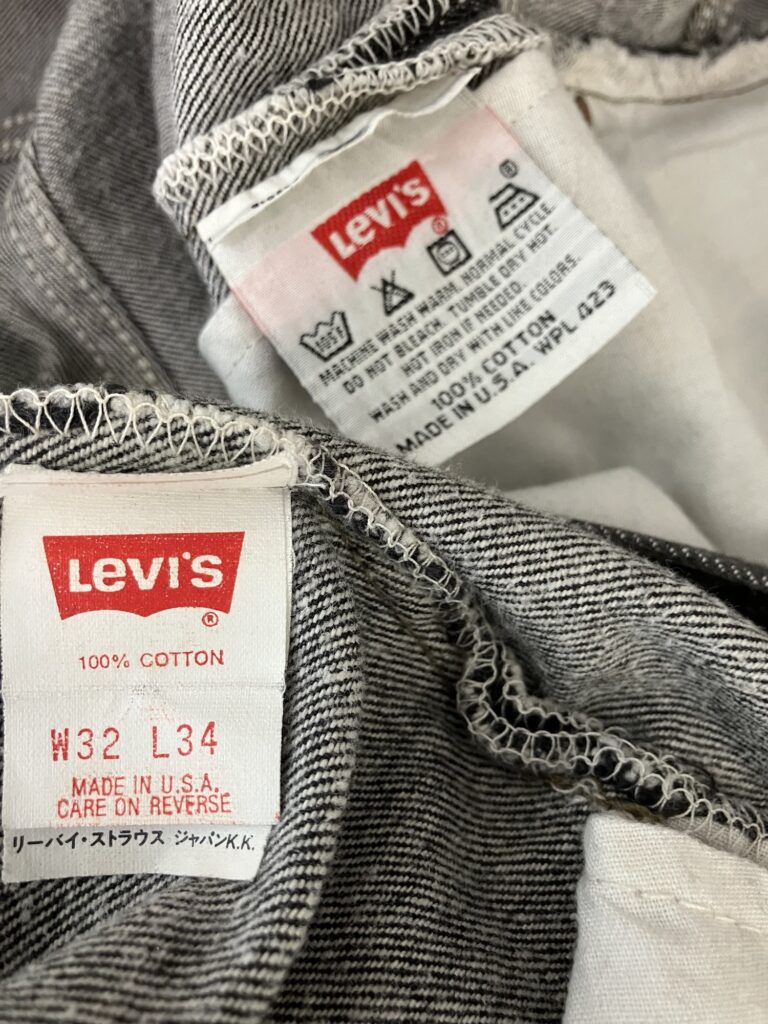 LEVI'S
®
1051
MACHINE WASH WARM, NORMAL CYCLE.
DO NOT BLEACH. TUMBLE DRY HOT.
HOT IRON IF NEEDED.
WASH AND DRY WITH LIKE COLORS.
100% COTTON
MADE IN U.S.A. WPL 423
LEVI'S
®
100% COTTON
W32 L34
MADE IN U.S.A.
CARE ON REVERSE
リーバイ・ストラウス ジャパンK.K.